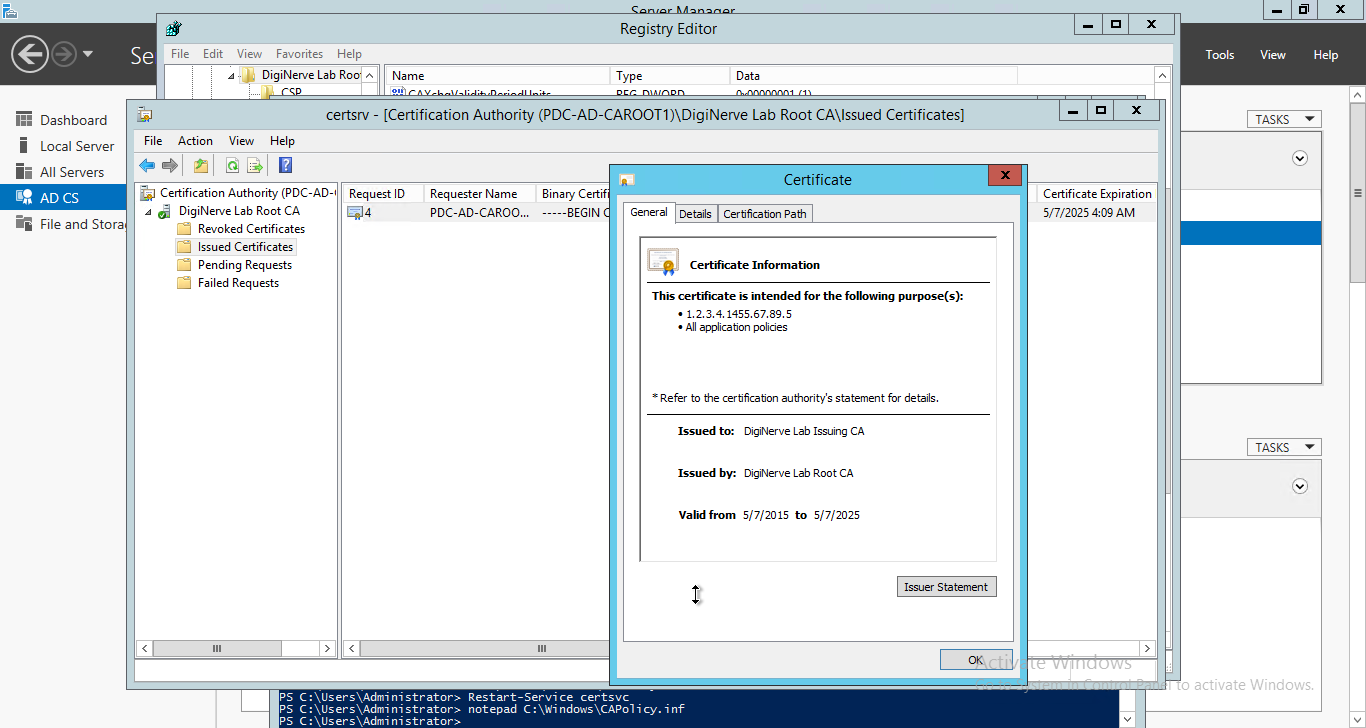 Server Manager
Registry Editor
File Edit View Favorites Help
Tools View Help
DigiNerve Lab Roo
CSP
Name Type Data
CAXchgValidityPeriodUnits REG_DWORD 0x00000001 (1)
Dashboard
Local Server
All Servers
AD CS
File and Stora
TASKS
TASKS
certsrv - [Certification Authority (PDC-AD-CAROOT1)\DigiNerve Lab Root CA\Issued Certificates]
File Action View Help
Certification Authority (PDC-AD-
DigiNerve Lab Root CA
Revoked Certificates
Issued Certificates
Pending Requests
Failed Requests
Request ID Requester Name Binary Certifi Certificate Expiration
4 PDC-AD-CAROO... -----BEGIN C 5/7/2025 4:09 AM
Certificate
General Details Certification Path
Certificate Information
This certificate is intended for the following purpose(s):
• 1.2.3.4.1455.67.89.5
• All application policies
* Refer to the certification authority's statement for details.
Issued to: DigiNerve Lab Issuing CA
Issued by: DigiNerve Lab Root CA
Valid from 5/7/2015 to 5/7/2025
Issuer Statement
OK
Activate Windows
System in Control Panel to activate Windows.
PS C:\Users\Administrator> Restart-Service certsvc
PS C:\Users\Administrator> notepad C:\Windows\CAPolicy.inf
PS C:\Users\Administrator>